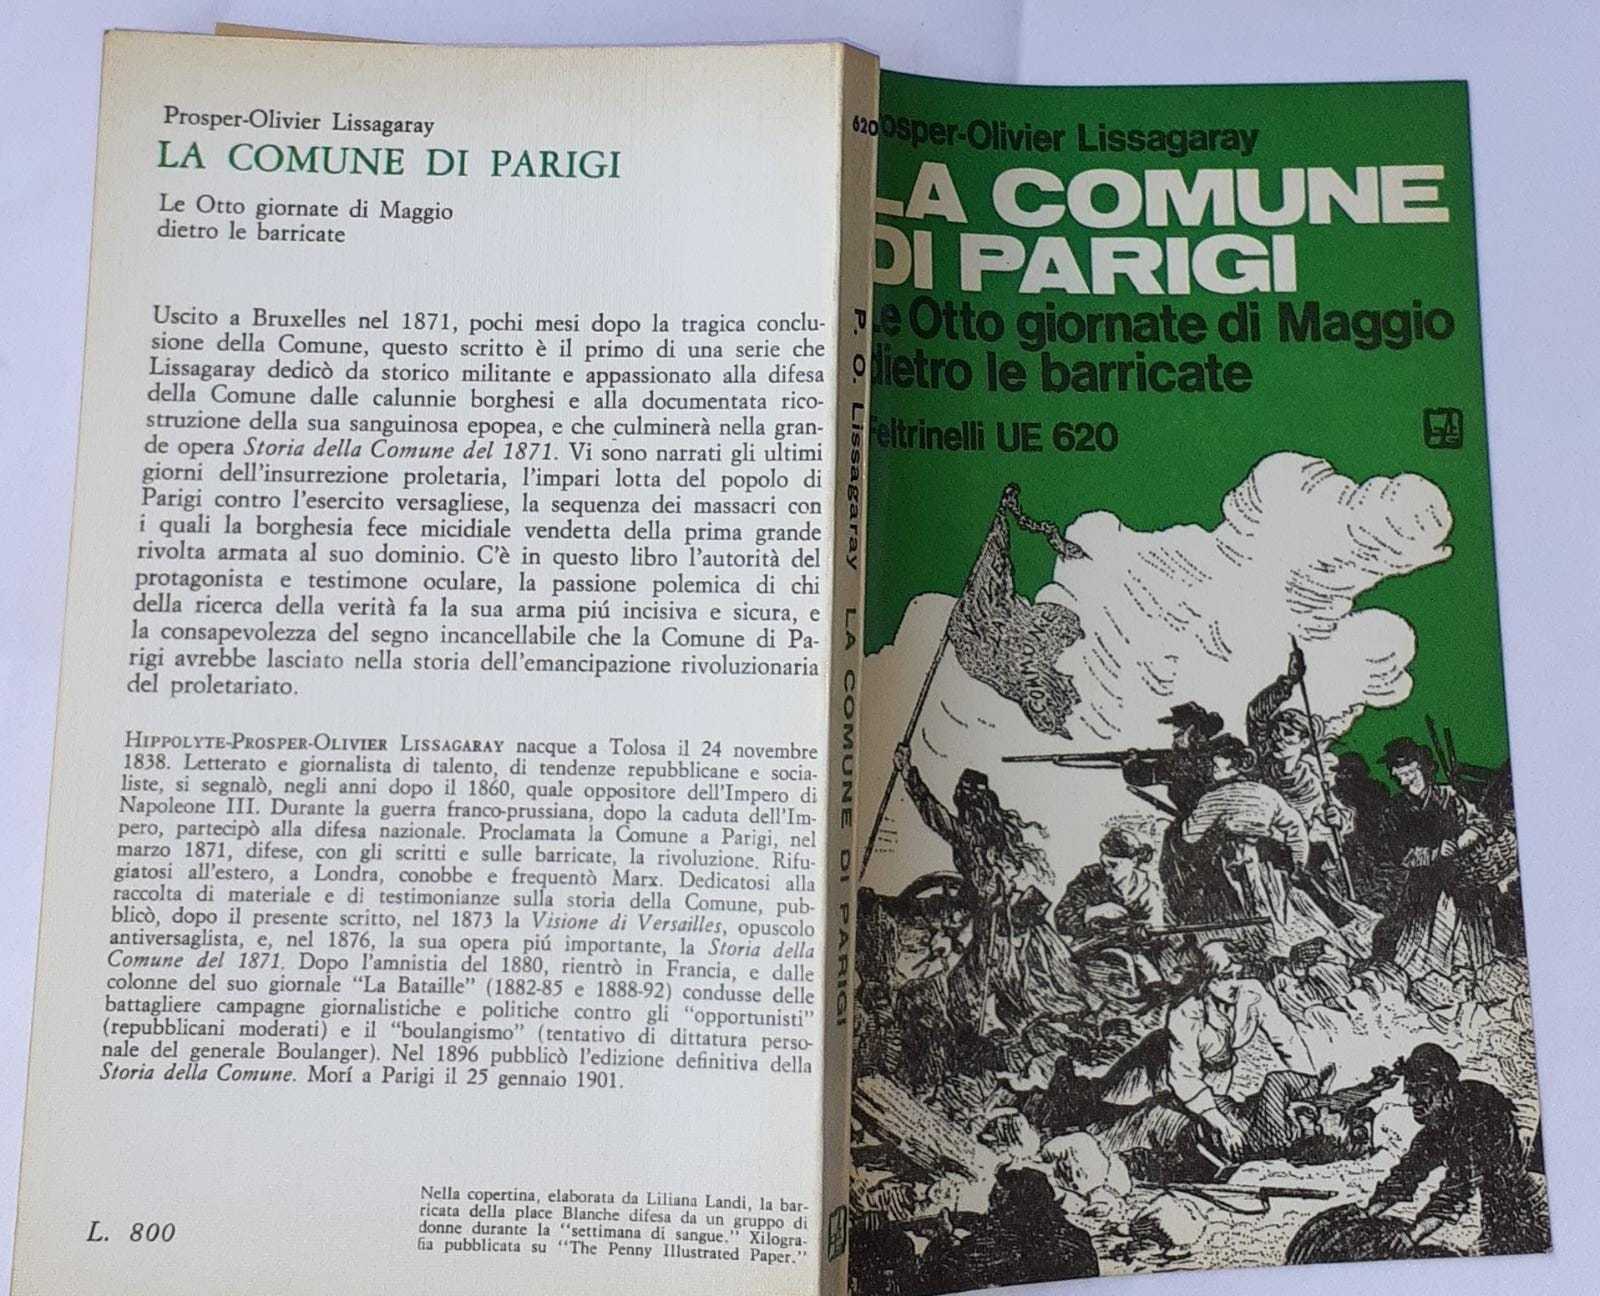 Prosper-Olivier Lissagaray
LA COMUNE DI PARIGI
Le Otto giornate di Maggio
dietro le barricate
Uscito a Bruxelles nel 1871, pochi mesi dopo la tragica conclu-
sione della Comune, questo scritto è il primo di una serie che
Lissagaray dedicò da storico militante e appassionato alla difesa
della Comune dalle calunnie borghesi e alla documentata rico-
struzione della sua sanguinosa epopea, e che culminerà nella gran-
de opera Storia della Comune del 1871. Vi sono narrati gli ultimi
giorni dell'insurrezione proletaria, l'impari lotta del popolo di
Parigi contro l'esercito versagliese, la sequenza dei massacri con
i quali la borghesia fece micidiale vendetta della prima grande
rivolta armata al suo dominio. C'è in questo libro l'autorità del
protagonista e testimone oculare, la passione polemica di chi
della ricerca della verità fa la sua arma piú incisiva e sicura, e
la consapevolezza del segno incancellabile che la Comune di Pa-
rigi avrebbe lasciato nella storia dell'emancipazione rivoluzionaria
del proletariato.
HIPPOLYTE-PROSPER-OLIVIER LISSAGARAY nacque a Tolosa il 24 novembre
1838. Letterato e giornalista di talento, di tendenze repubblicane e socia-
liste, si segnalò, negli anni dopo il 1860, quale oppositore dell'Impero di
Napoleone III. Durante la guerra franco-prussiana, dopo la caduta dell'Im-
pero, partecipò alla difesa nazionale. Proclamata la Comune a Parigi, nel
marzo 1871, difese, con gli scritti e sulle barricate, la rivoluzione. Rifu-
giatosi all'estero, a Londra, conobbe e frequentò Marx. Dedicatosi alla
raccolta di materiale e di testimonianze sulla storia della Comune, pub-
blicò, dopo il presente scritto, nel 1873 la Visione di Versailles, opuscolo
antiversaglista, e, nel 1876, la sua opera piú importante, la Storia della
Comune del 1871. Dopo l'amnistia del 1880, rientrò in Francia, e dalle
colonne del suo giornale "La Bataille" (1882-85 e 1888-92) condusse delle
battagliere campagne giornalistiche e politiche contro gli "opportunisti"
(repubblicani moderati) e il "boulangismo" (tentativo di dittatura perso-
nale del generale Boulanger). Nel 1896 pubblicò l'edizione definitiva della
Storia della Comune. Morí a Parigi il 25 gennaio 1901.
L. 800
Nella copertina, elaborata da Liliana Landi, la bar-
ricata della place Blanche difesa da un gruppo di
donne durante la "settimana di sangue." Xilogra-
fia pubblicata su "The Penny Illustrated Paper."
620
P. O. Lissagaray LA COMUNE DI PARIGI
osper-Olivier Lissagaray
LA COMUNE
DI PARIGI
Le Otto giornate di Maggio
dietro le barricate
Feltrinelli UE 620
VIVE
LA
COMMUNE